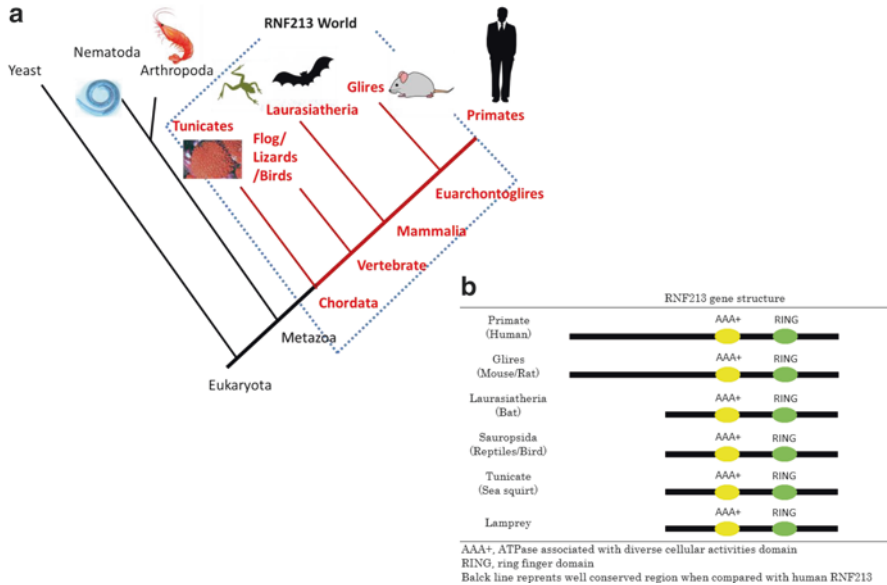 a
RNF213 World
Nematoda
Yeast
Arthropoda
Glires
Laurasiatheria
Primates
Tunicates
Flog/
Lizards
/Birds
Euarchontoglires
Mammalia
Vertebrate
Chordata
Metazoa
Eukaryota
b
RNF213 gene structure
Primate
(Human)
AAA+ RING
Glires
(Mouse/Rat)
AAA+ RING
Laurasiatheria
(Bat)
AAA+ RING
Sauropsida
(Reptiles/Bird)
AAA+ RING
Tunicate
(Sea squirt)
AAA+ RING
Lamprey
AAA+ RING
AAA+, ATPase associated with diverse cellular activities domain
RING, ring finger domain
Balck line reprents well conserved region when compared with human RNF213